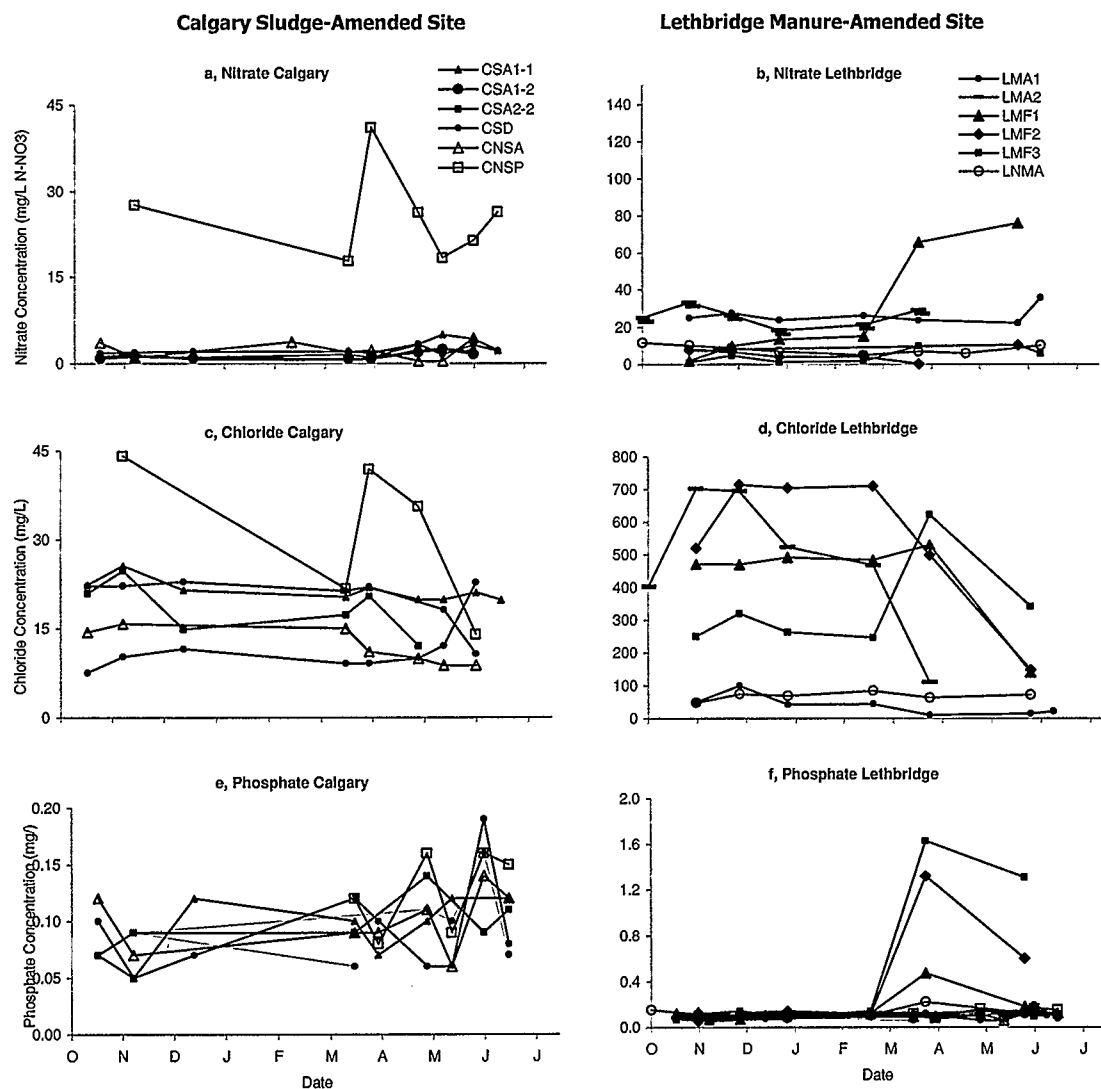 Calgary Sludge-Amended Site
Lethbridge Manure-Amended Site
a, Nitrate Calgary
CSA1-1
CSA1-2
CSA2-2
CSD
CNSA
CNSP
45
30
15
0
Nitrate Concentration (mg/L N-NO3)
b, Nitrate Lethbridge
LMA1
LMA2
LMF1
LMF2
LMF3
LNMA
140
120
100
80
60
40
20
0
c, Chloride Calgary
45
30
15
0
Chloride Concentration (mg/L)
d, Chloride Lethbridge
800
700
600
500
400
300
200
100
0
e, Phosphate Calgary
0.20
0.15
0.10
0.05
0.00
Phosphate Concentration (mg/)
O N D J F M A M J J
Date
f, Phosphate Lethbridge
2.0
1.6
1.2
0.8
0.4
0.0
O N D J F M A M J J
Date